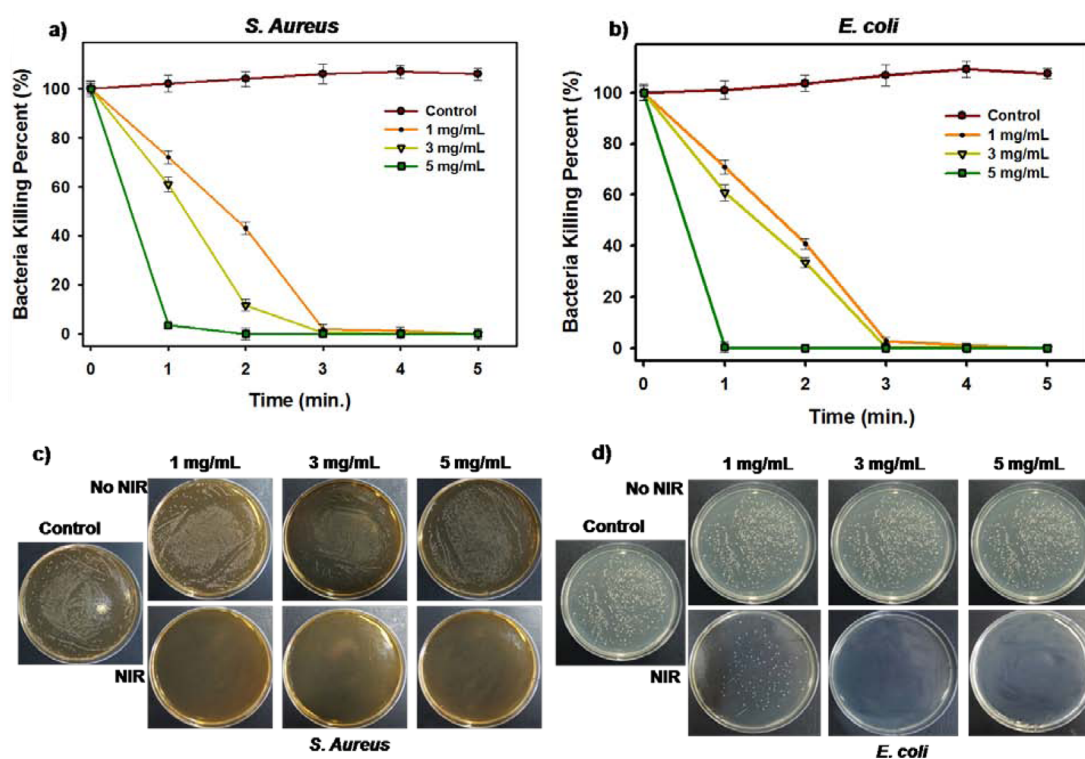 a)
S. Aureus
Bacteria Killing Percent (%)
100
80
60
40
20
0
Control
1 mg/mL
3 mg/mL
5 mg/mL
0 1 2 3 4 5
Time (min.)
b)
E. coli
Bacteria Killing Percent (%)
100
80
60
40
20
0
Control
1 mg/mL
3 mg/mL
5 mg/mL
0 1 2 3 4 5
Time (min.)
c)
1 mg/mL 3 mg/mL 5 mg/mL
No NIR
Control
NIR
S. Aureus
d)
1 mg/mL 3 mg/mL 5 mg/mL
No NIR
Control
NIR
E. coli